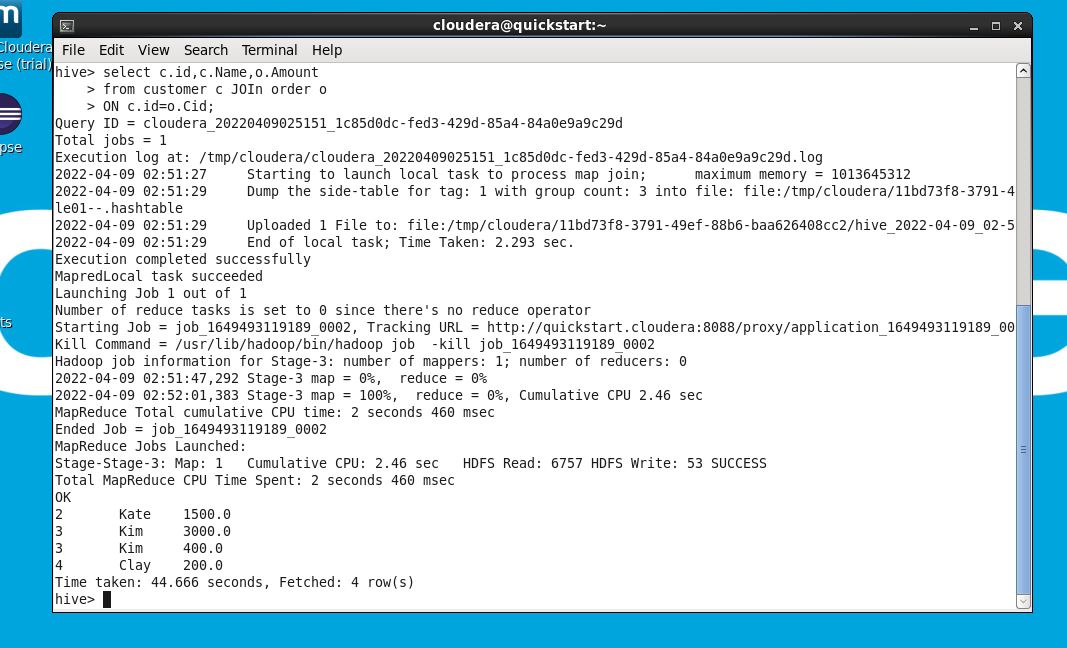 m
Cloudera
se (trial)
pse
ts
cloudera@quickstart:~
File Edit View Search Terminal Help
hive> select c.id,c.Name,o.Amount
    > from customer c JOIn order o
    > ON c.id=o.Cid;
Query ID = cloudera_20220409025151_1c85d0dc-fed3-429d-85a4-84a0e9a9c29d
Total jobs = 1
Execution log at: /tmp/cloudera/cloudera_20220409025151_1c85d0dc-fed3-429d-85a4-84a0e9a9c29d.log
2022-04-09 02:51:27     Starting to launch local task to process map join;      maximum memory = 1013645312
2022-04-09 02:51:29     Dump the side-table for tag: 1 with group count: 3 into file: file:/tmp/cloudera/11bd73f8-3791-4
le01--.hashtable
2022-04-09 02:51:29     Uploaded 1 File to: file:/tmp/cloudera/11bd73f8-3791-49ef-88b6-baa626408cc2/hive_2022-04-09_02-5
2022-04-09 02:51:29     End of local task; Time Taken: 2.293 sec.
Execution completed successfully
MapredLocal task succeeded
Launching Job 1 out of 1
Number of reduce tasks is set to 0 since there's no reduce operator
Starting Job = job_1649493119189_0002, Tracking URL = http://quickstart.cloudera:8088/proxy/application_1649493119189_00
Kill Command = /usr/lib/hadoop/bin/hadoop job  -kill job_1649493119189_0002
Hadoop job information for Stage-3: number of mappers: 1; number of reducers: 0
2022-04-09 02:51:47,292 Stage-3 map = 0%,  reduce = 0%
2022-04-09 02:52:01,383 Stage-3 map = 100%,  reduce = 0%, Cumulative CPU 2.46 sec
MapReduce Total cumulative CPU time: 2 seconds 460 msec
Ended Job = job_1649493119189_0002
MapReduce Jobs Launched:
Stage-Stage-3: Map: 1   Cumulative CPU: 2.46 sec   HDFS Read: 6757 HDFS Write: 53 SUCCESS
Total MapReduce CPU Time Spent: 2 seconds 460 msec
OK
2       Kate    1500.0
3       Kim     3000.0
3       Kim     400.0
4       Clay    200.0
Time taken: 44.666 seconds, Fetched: 4 row(s)
hive>